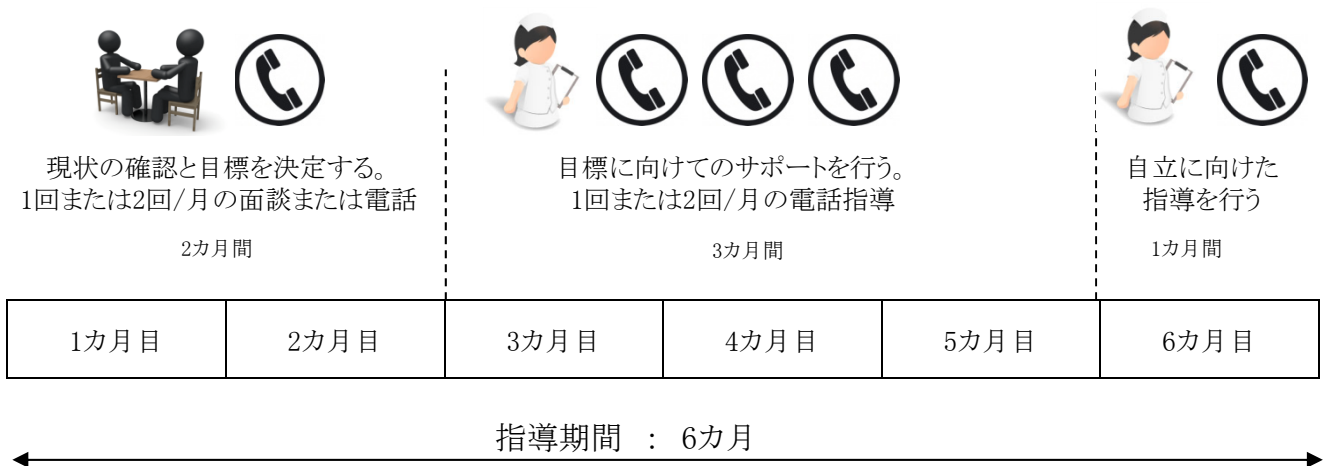 現状の確認と目標を決定する。
1回または2回/月の面談または電話
2カ月間
目標に向けてのサポートを行う。
1回または2回/月の電話指導
3カ月間
自立に向けた
指導を行う
1カ月間
1カ月目
2カ月目
3カ月目
4カ月目
5カ月目
6カ月目
指導期間 : 6カ月